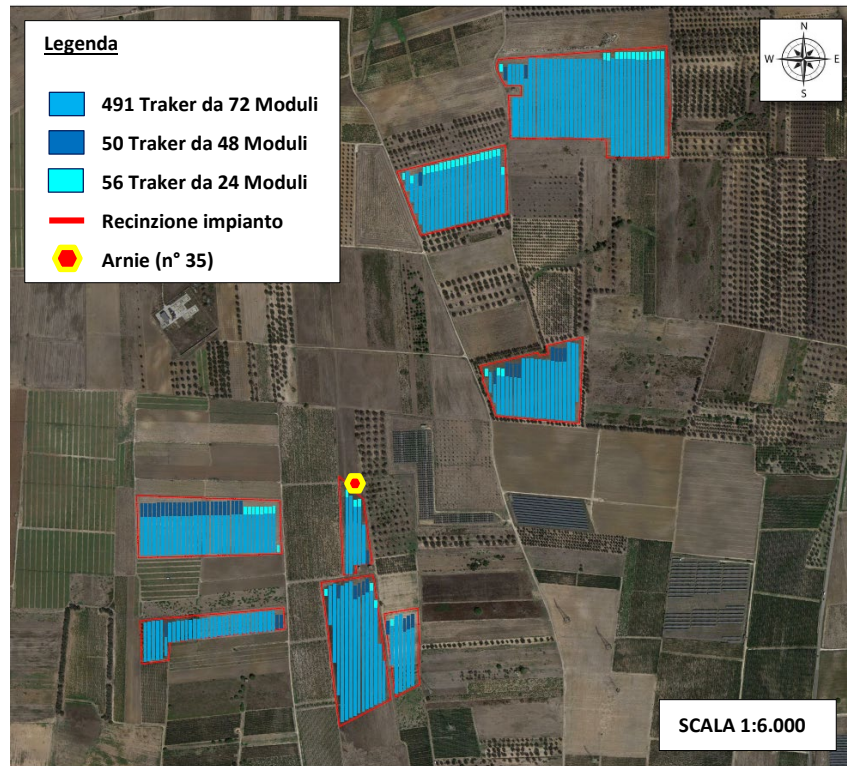 Legenda
491 Traker da 72 Moduli
50 Traker da 48 Moduli
56 Traker da 24 Moduli
Recinzione impianto
Arnie (n° 35)
N
W E
S
SCALA 1:6.000